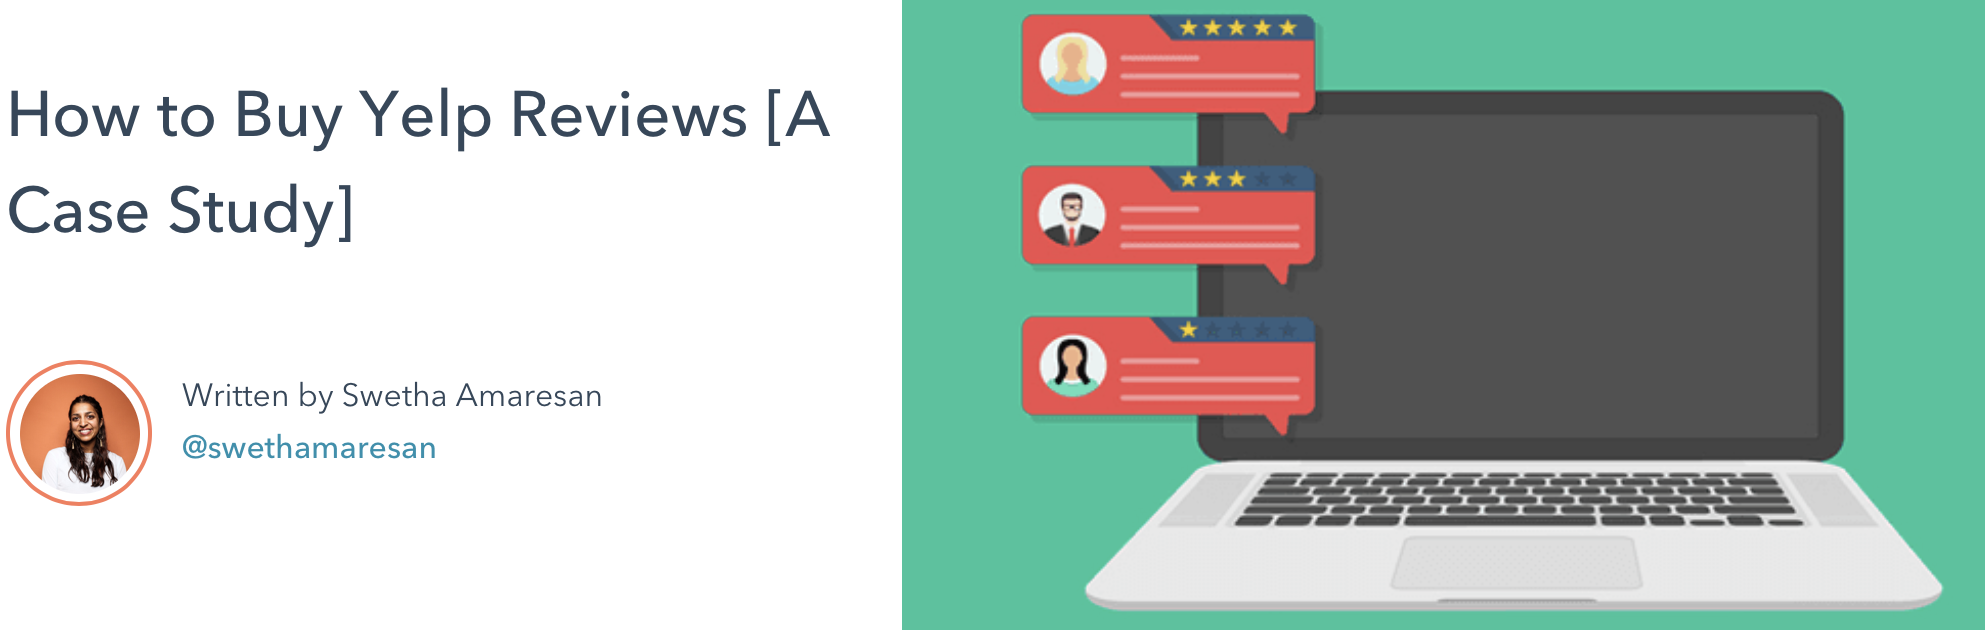 How to Buy Yelp Reviews [A
Case Study]
Written by Swetha Amaresan
@swethamaresan